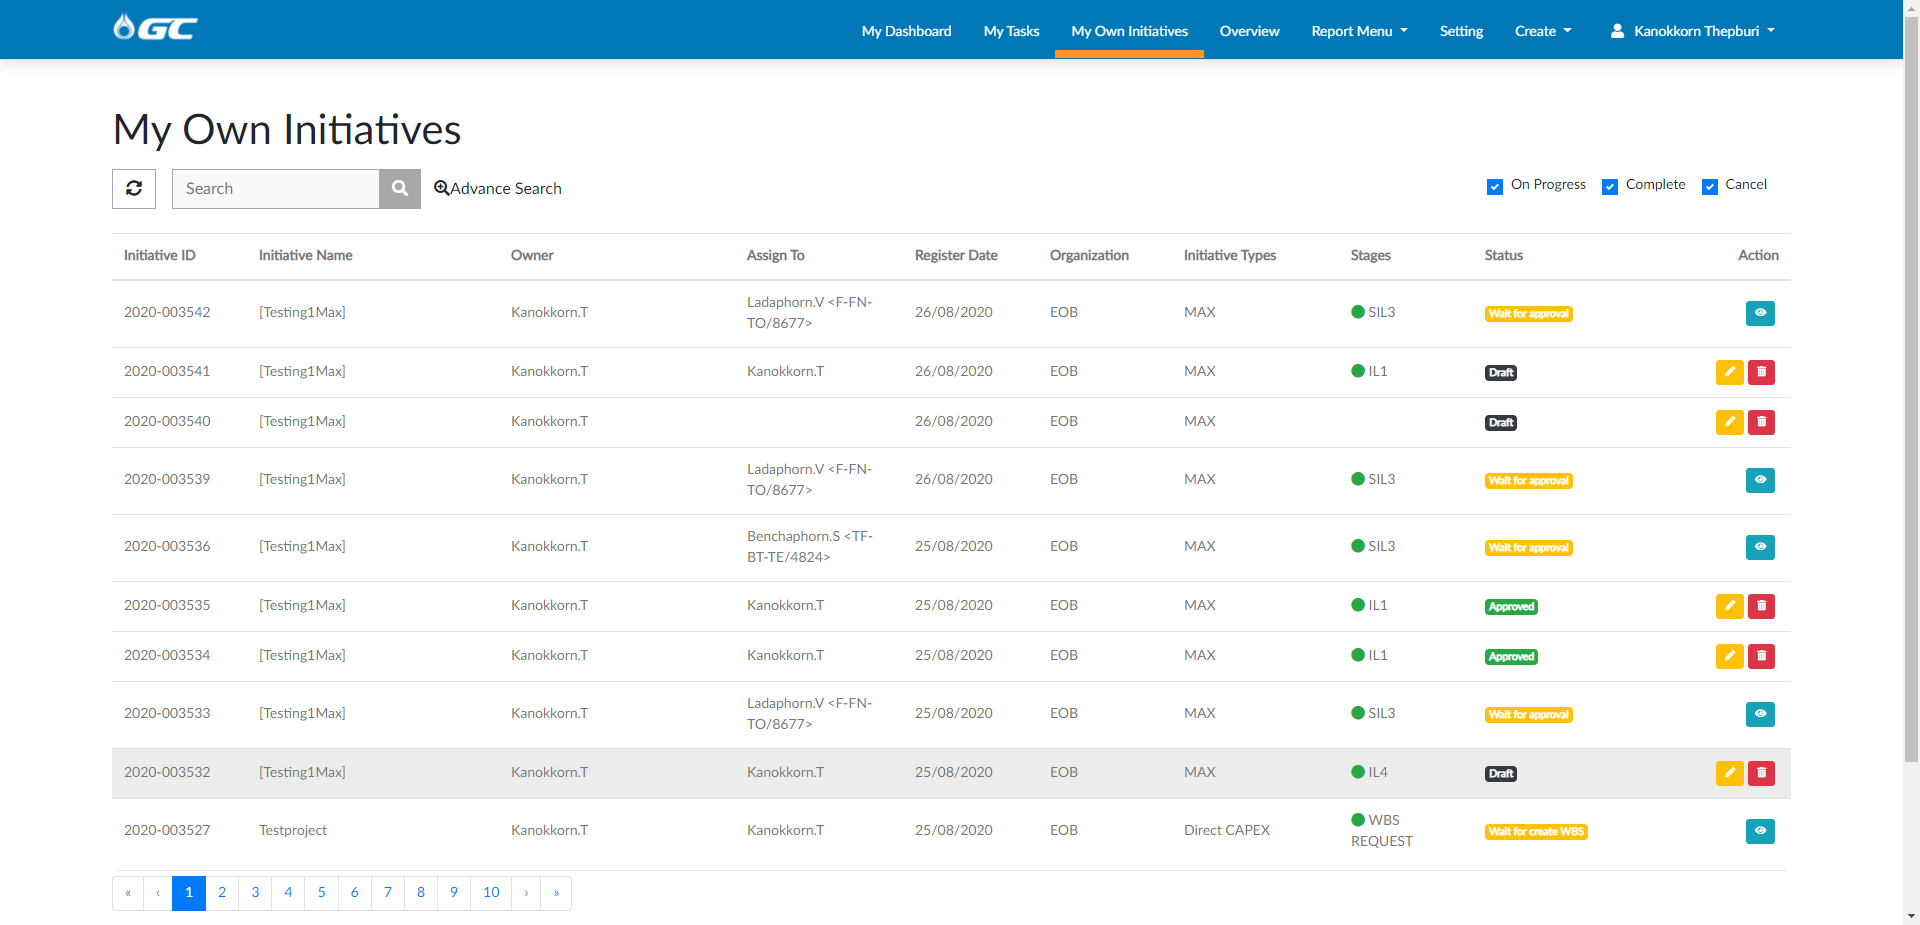 GC
My Dashboard My Tasks My Own Initiatives Overview Report Menu Setting Create Kanokkorn Thepburi
My Own Initiatives
Search Advance Search On Progress Complete Cancel
Initiative ID Initiative Name Owner Assign To Register Date Organization Initiative Types Stages Status Action
2020-003542 [Testing1Max] Kanokkorn.T Ladaphorn.V <F-FN-
TO/8677> 26/08/2020 EOB MAX SIL3 Wait for approval
2020-003541 [Testing1Max] Kanokkorn.T Kanokkorn.T 26/08/2020 EOB MAX IL1 Draft
2020-003540 [Testing1Max] Kanokkorn.T 26/08/2020 EOB MAX Draft
2020-003539 [Testing1Max] Kanokkorn.T Ladaphorn.V <F-FN-
TO/8677> 26/08/2020 EOB MAX SIL3 Wait for approval
2020-003536 [Testing1Max] Kanokkorn.T Benchaphorn.S <TF-
BT-TE/4824> 25/08/2020 EOB MAX SIL3 Wait for approval
2020-003535 [Testing1Max] Kanokkorn.T Kanokkorn.T 25/08/2020 EOB MAX IL1 Approved
2020-003534 [Testing1Max] Kanokkorn.T Kanokkorn.T 25/08/2020 EOB MAX IL1 Approved
2020-003533 [Testing1Max] Kanokkorn.T Ladaphorn.V <F-FN-
TO/8677> 25/08/2020 EOB MAX SIL3 Wait for approval
2020-003532 [Testing1Max] Kanokkorn.T Kanokkorn.T 25/08/2020 EOB MAX IL4 Draft
2020-003527 Testproject Kanokkorn.T Kanokkorn.T 25/08/2020 EOB Direct CAPEX WBS
REQUEST Wait for create WBS
« ‹ 1 2 3 4 5 6 7 8 9 10 › »